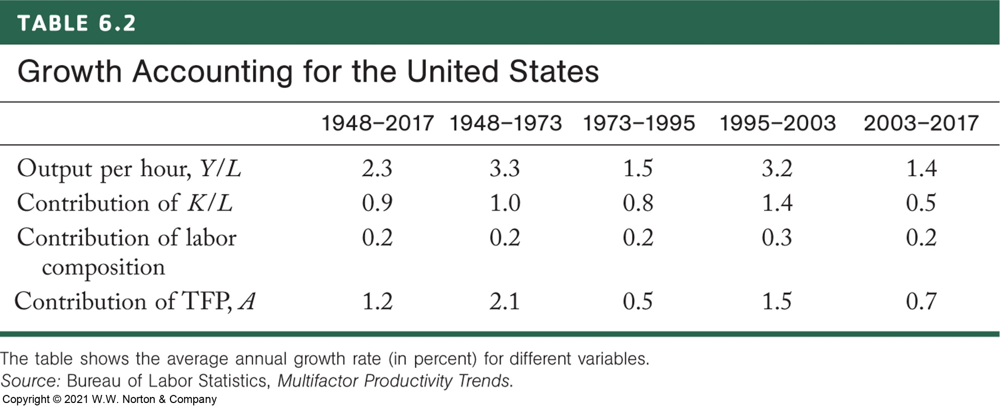 TABLE 6.2
Growth Accounting for the United States
1948–2017 1948–1973 1973–1995 1995–2003 2003–2017
Output per hour, Y/L 2.3 3.3 1.5 3.2 1.4
Contribution of K/L 0.9 1.0 0.8 1.4 0.5
Contribution of labor 0.2 0.2 0.2 0.3 0.2
composition
Contribution of TFP, A 1.2 2.1 0.5 1.5 0.7
The table shows the average annual growth rate (in percent) for different variables.
Source: Bureau of Labor Statistics, Multifactor Productivity Trends.
Copyright © 2021 W.W. Norton & Company